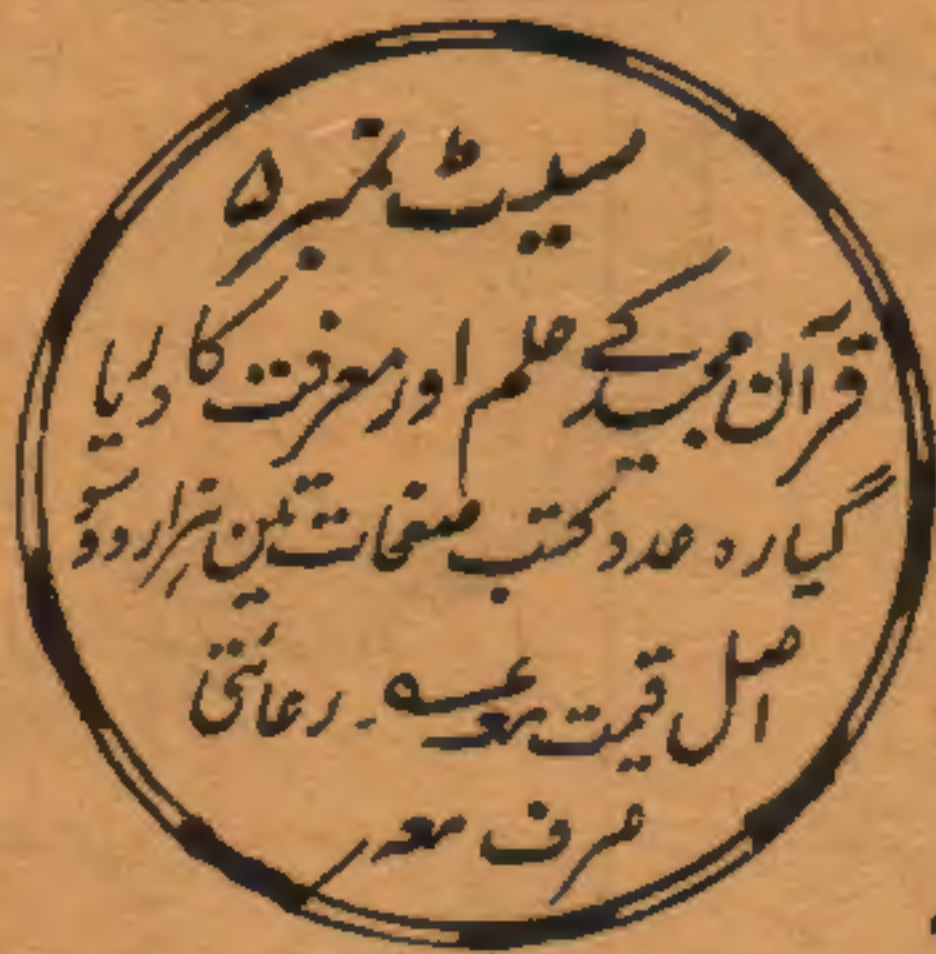 سیٹ نمبر ۵
قرآن مجید کے علم اور معرفت کا دریا
گیارہ عدد کتب صفحات تین ہزار دو سو
اصل قیمت رعائتی
صرف